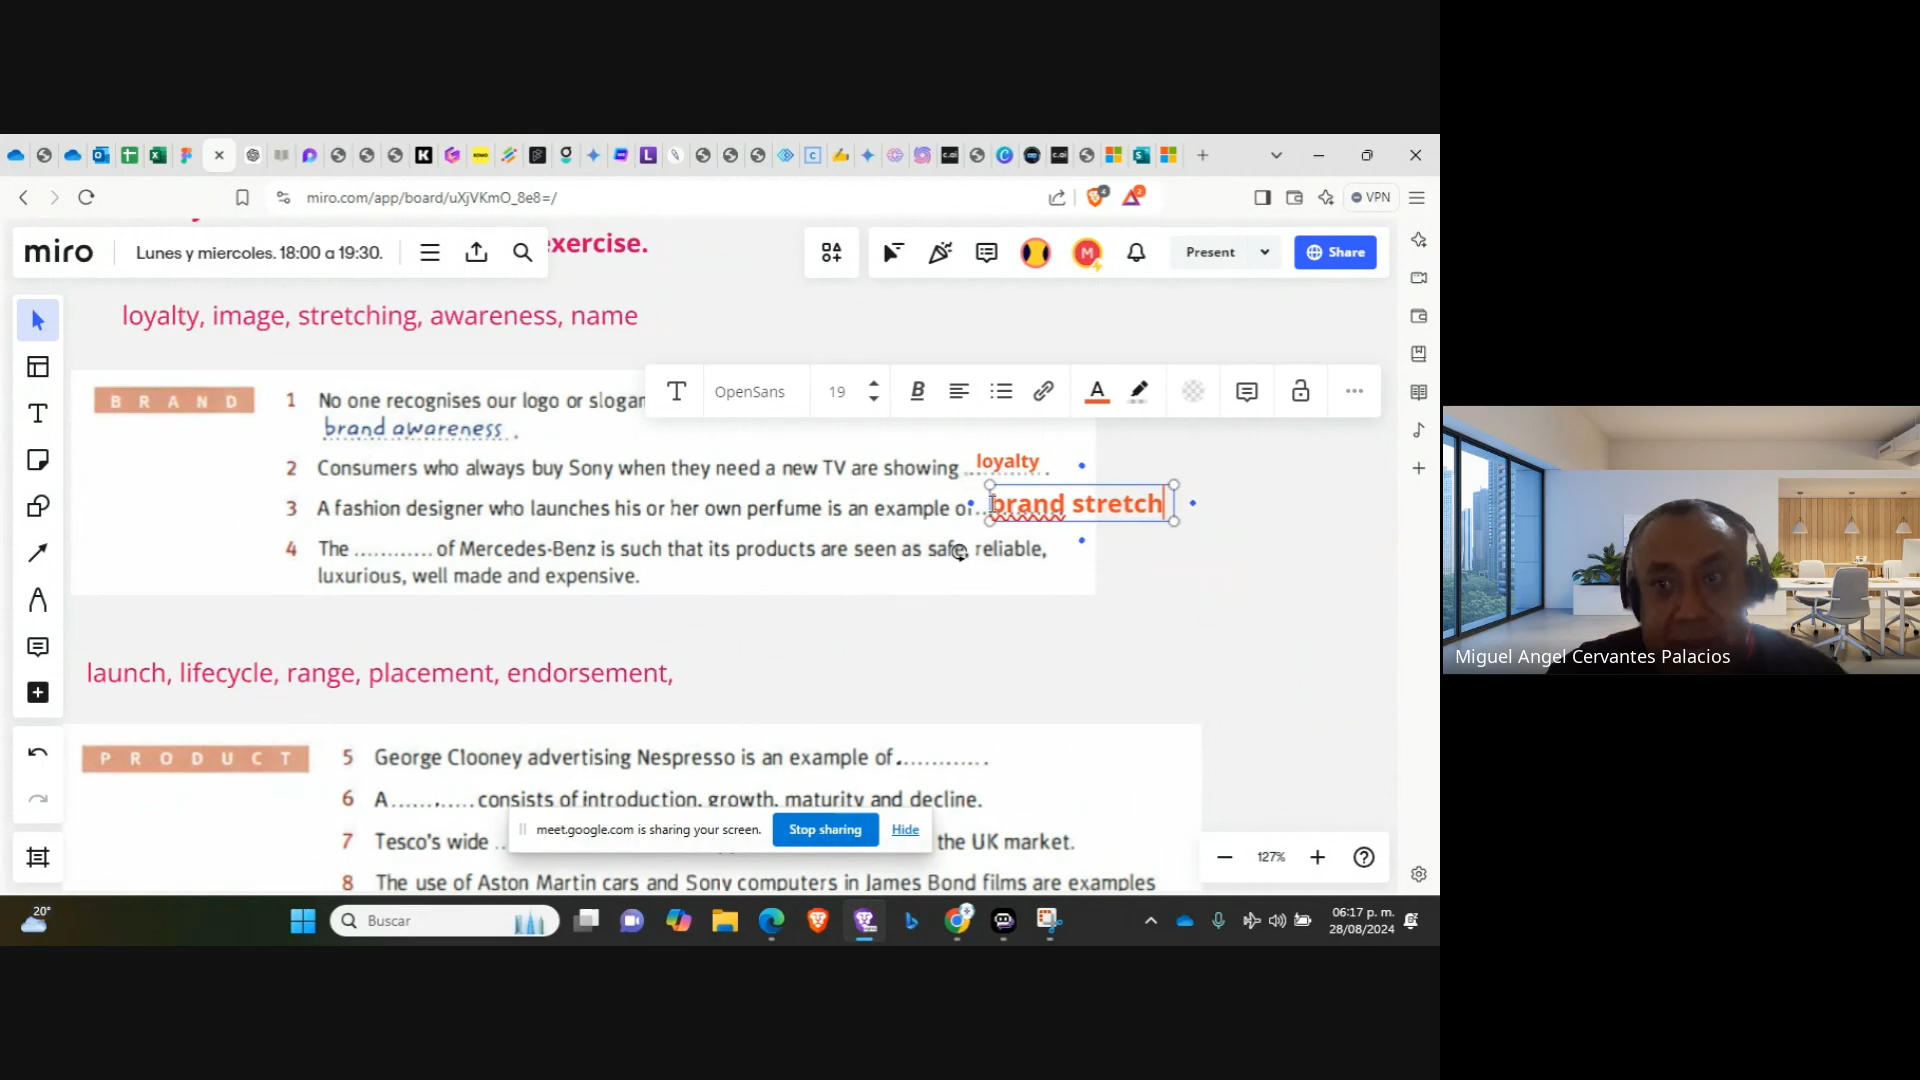 miro.com/app/board/uXjVKmO_8e8=/
VPN
miro
Lunes y miercoles. 18:00 a 19:30.
exercise.
Present
Share
loyalty, image, stretching, awareness, name
OpenSans
19
BRAND
1 No one recognises our logo or slogan
brand awareness .
2 Consumers who always buy Sony when they need a new TV are showing loyalty .
3 A fashion designer who launches his or her own perfume is an example of brand stretch
4 The ............ of Mercedes-Benz is such that its products are seen as safe, reliable,
luxurious, well made and expensive.
launch, lifecycle, range, placement, endorsement,
PRODUCT
5 George Clooney advertising Nespresso is an example of.............
6 A............ consists of introduction, growth, maturity and decline.
7 Tesco's wide .. the UK market.
8 The use of Aston Martin cars and Sony computers in James Bond films are examples
meet.google.com is sharing your screen.
Stop sharing
Hide
127%
20°
Buscar
06:17 p. m.
28/08/2024
Miguel Angel Cervantes Palacios